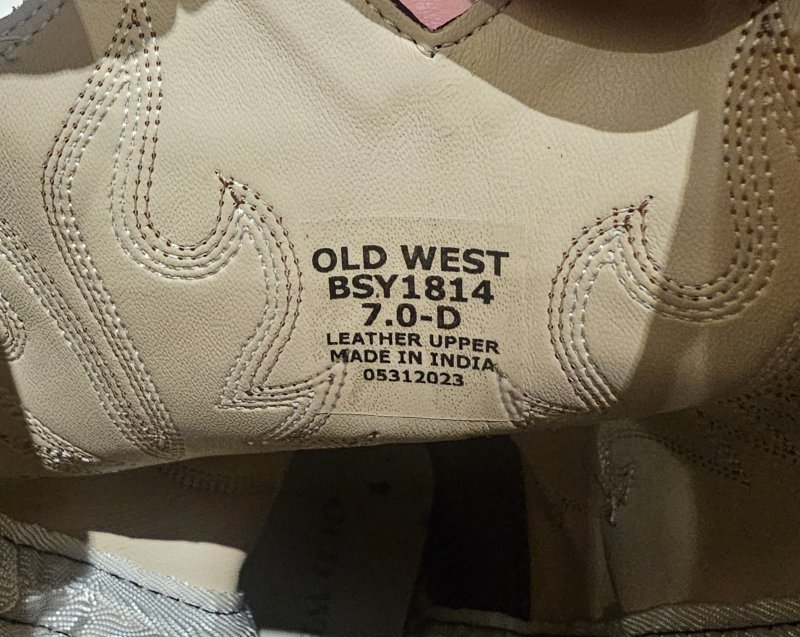 OLD WEST
BSY1814
7.0-D
LEATHER UPPER
MADE IN INDIA
05312023